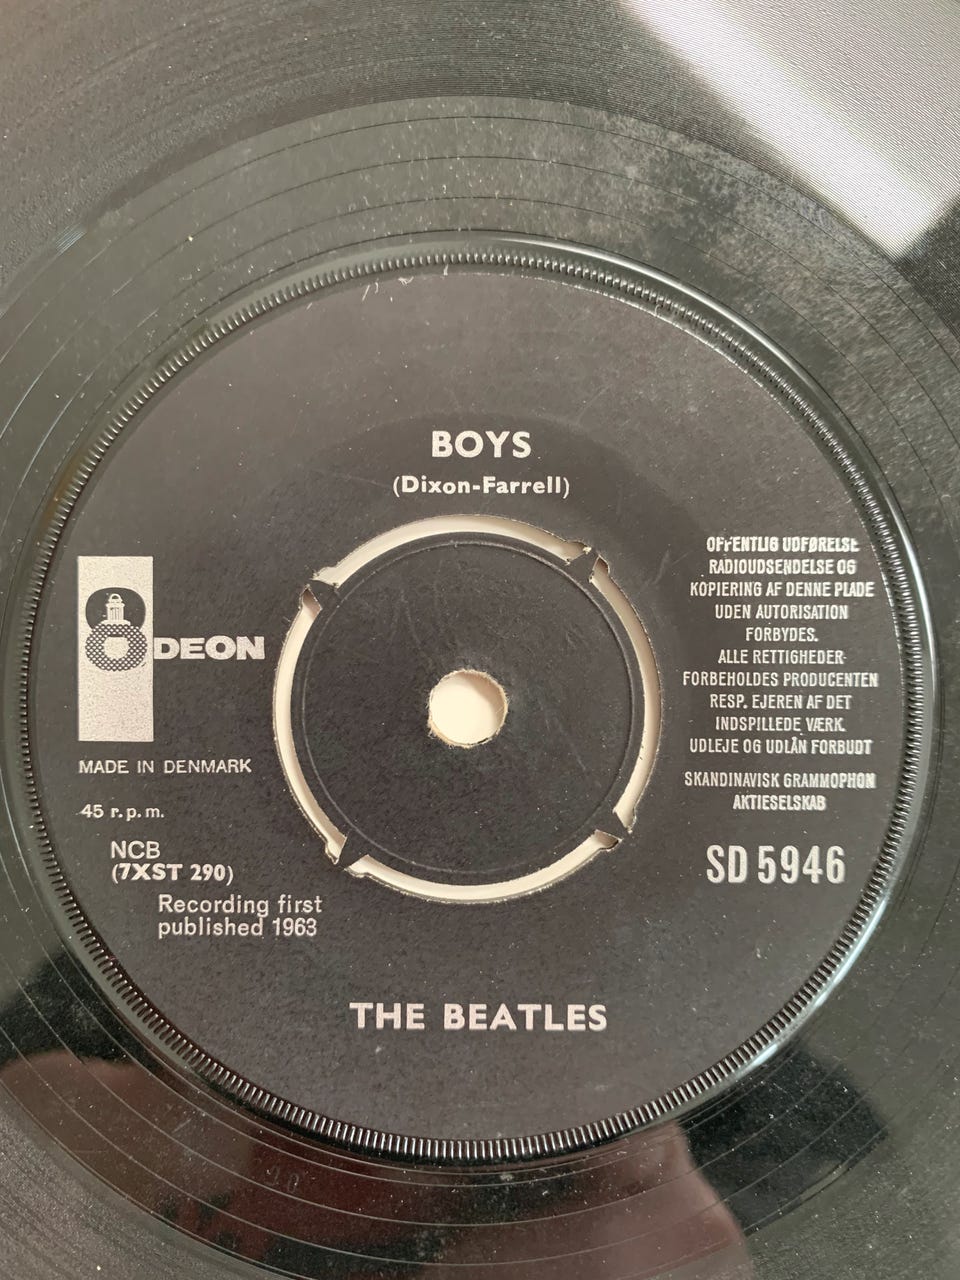 BOYS
(Dixon-Farrell)
ODEON
MADE IN DENMARK
45 r.p.m.
NCB
(7XST 290)
Recording first
published 1963
OFFENTLIG UDFØRELSE
RADIOUDSENDELSE OG
KOPIERING AF DENNE PLADE
UDEN AUTORISATION
FORBYDES.
ALLE RETTIGHEDER
FORBEHOLDES PRODUCENTEN
RESP. EJEREN AF DET
INDSPILLEDE VÆRK.
UDLEJE OG UDLÅN FORBUDT
SKANDINAVISK GRAMMOPHON
AKTIESELSKAB
SD 5946
THE BEATLES